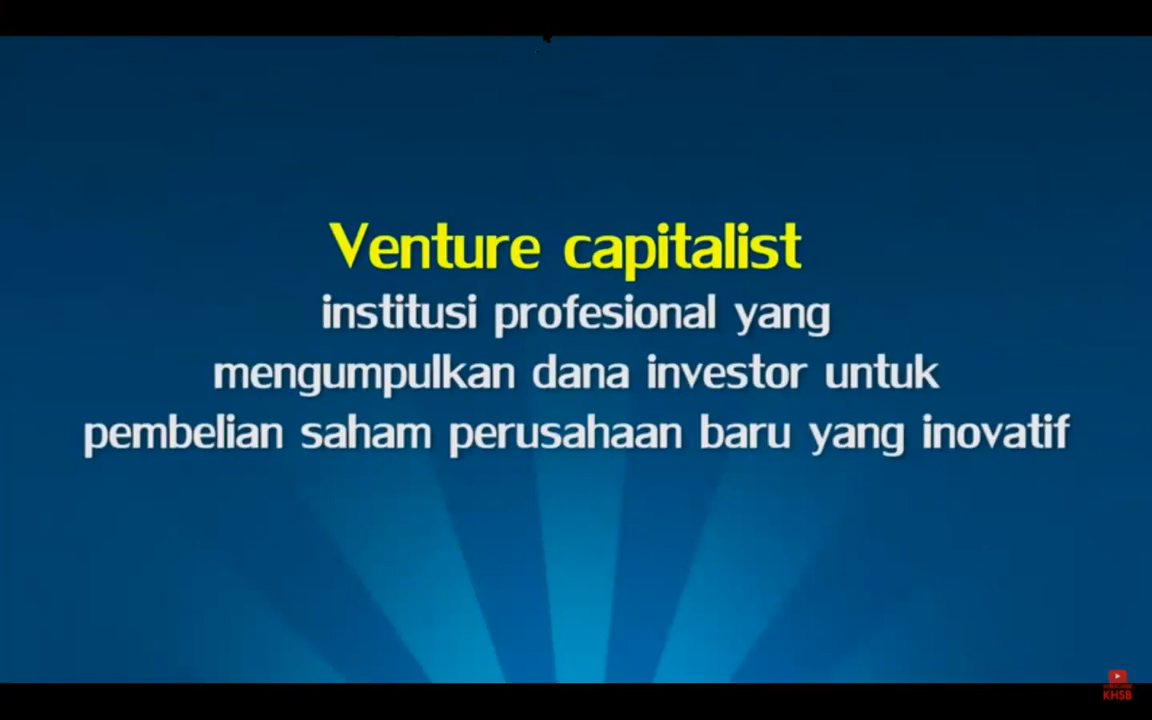 Venture capitalist
institusi profesional yang
mengumpulkan dana investor untuk
pembelian saham perusahaan baru yang inovatif
KHSB